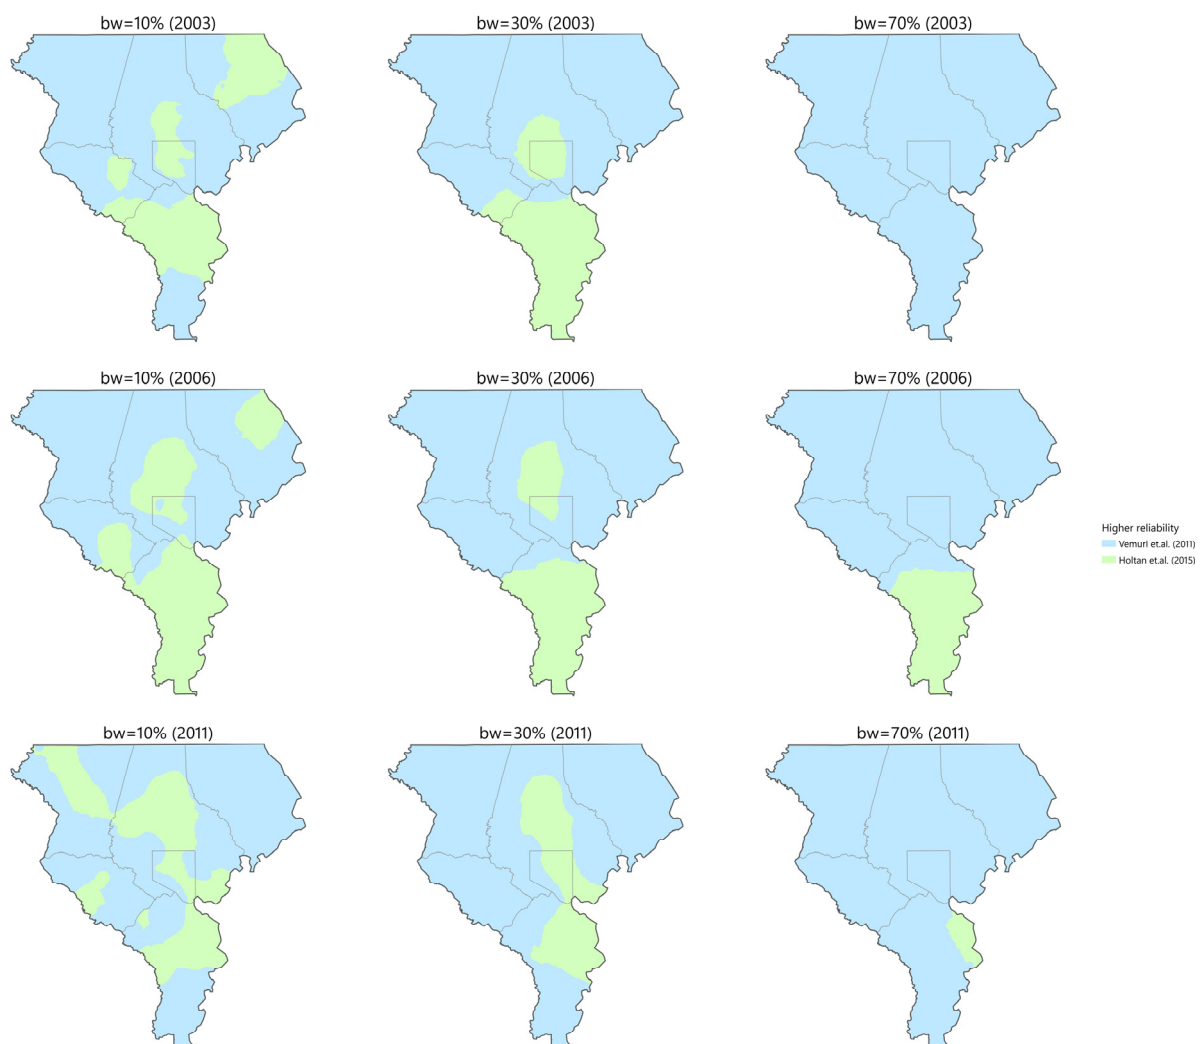 bw=10% (2003)
bw=30% (2003)
bw=70% (2003)
bw=10% (2006)
bw=30% (2006)
bw=70% (2006)
Higher reliability
Vemuri et.al. (2011)
Holtan et.al. (2015)
bw=10% (2011)
bw=30% (2011)
bw=70% (2011)